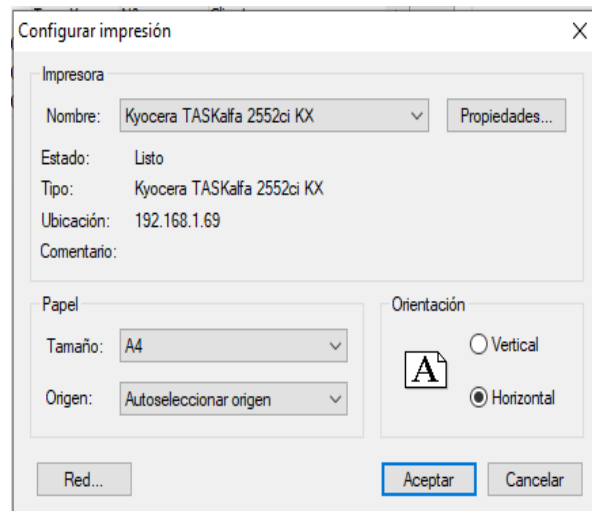 Configurar impresión
Impresora
Nombre: Kyocera TASKalfa 2552ci KX Propiedades...
Estado: Listo
Tipo: Kyocera TASKalfa 2552ci KX
Ubicación: 192.168.1.69
Comentario:
Papel
Tamaño: A4
Origen: Autoseleccionar origen
Orientación
A
Vertical
Horizontal
Red... Aceptar Cancelar